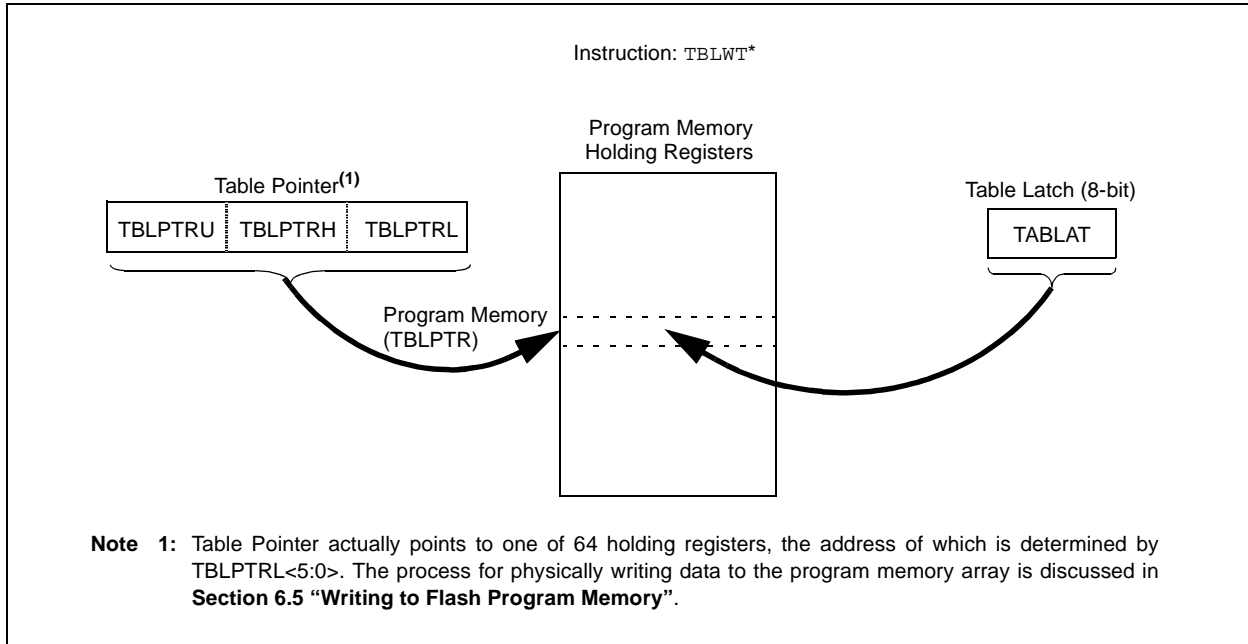 Instruction: TBLWT*
Program Memory
Holding Registers
Table Pointer(1)
Table Latch (8-bit)
TBLPTRU TBLPTRH TBLPTRL
TABLAT
Program Memory
(TBLPTR)
Note 1: Table Pointer actually points to one of 64 holding registers, the address of which is determined by
TBLPTRL<5:0>. The process for physically writing data to the program memory array is discussed in
Section 6.5 “Writing to Flash Program Memory”.